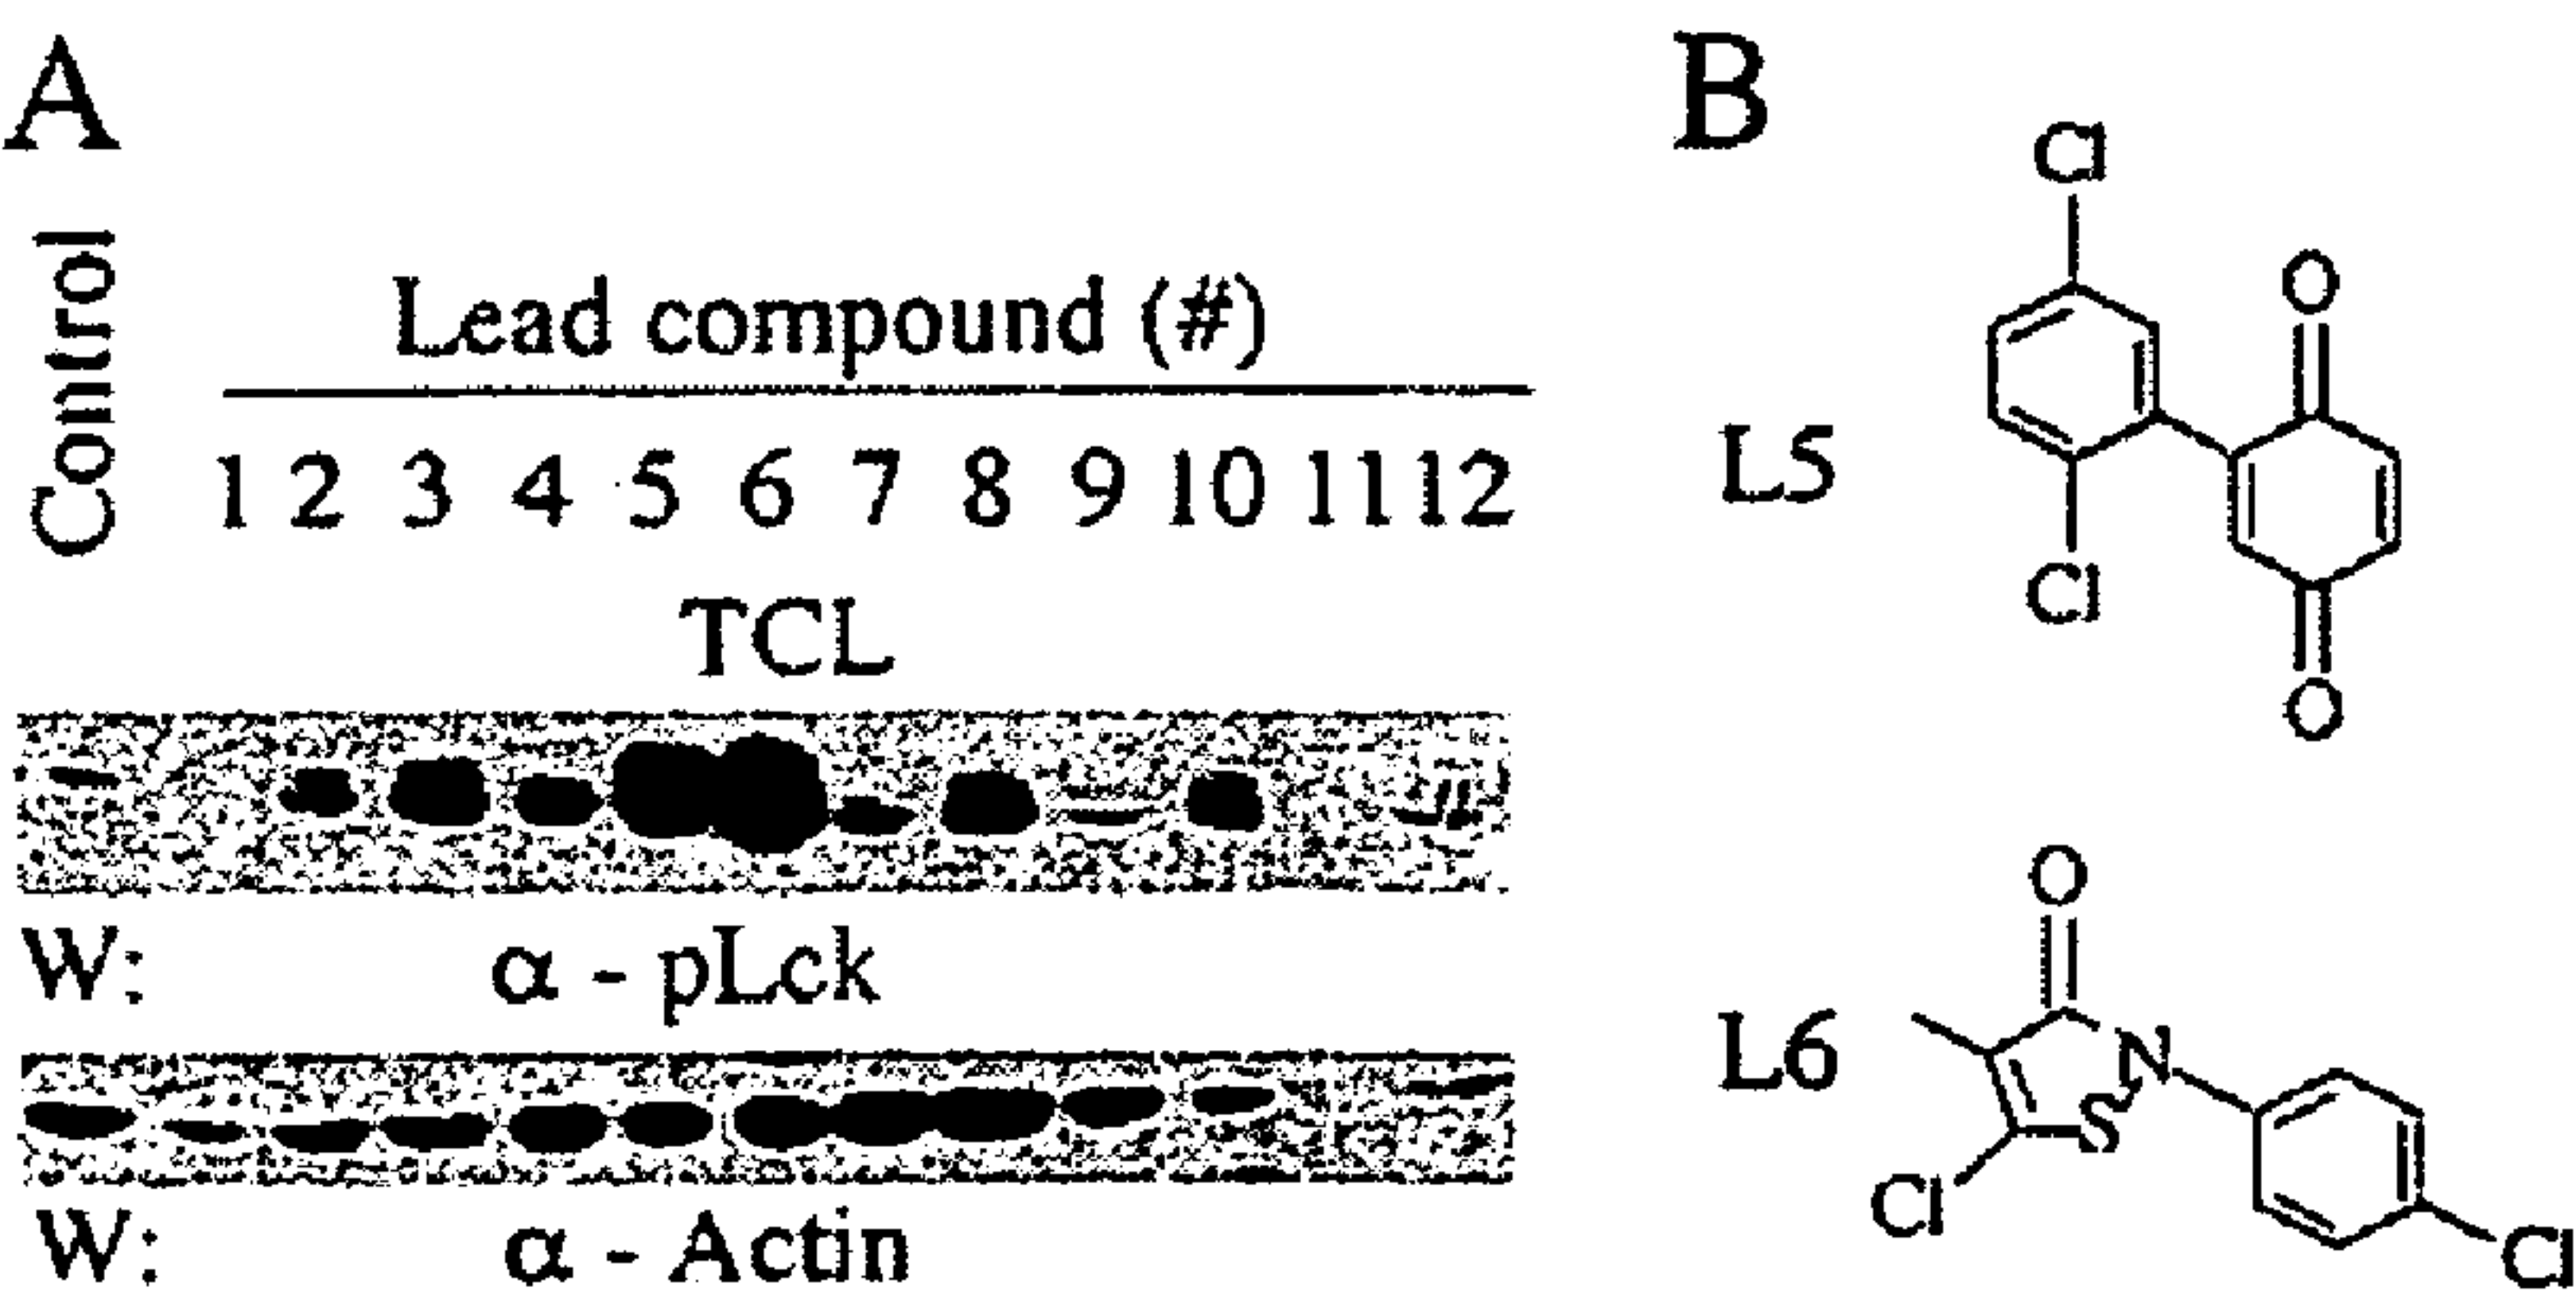 A
Control
Lead compound (#)
1 2 3 4 5 6 7 8 9 10 11 12
TCL
W: α - pLck
W: α - Actin
B
L5
Cl
O
Cl
O
L6
O
N
S
Cl
Cl